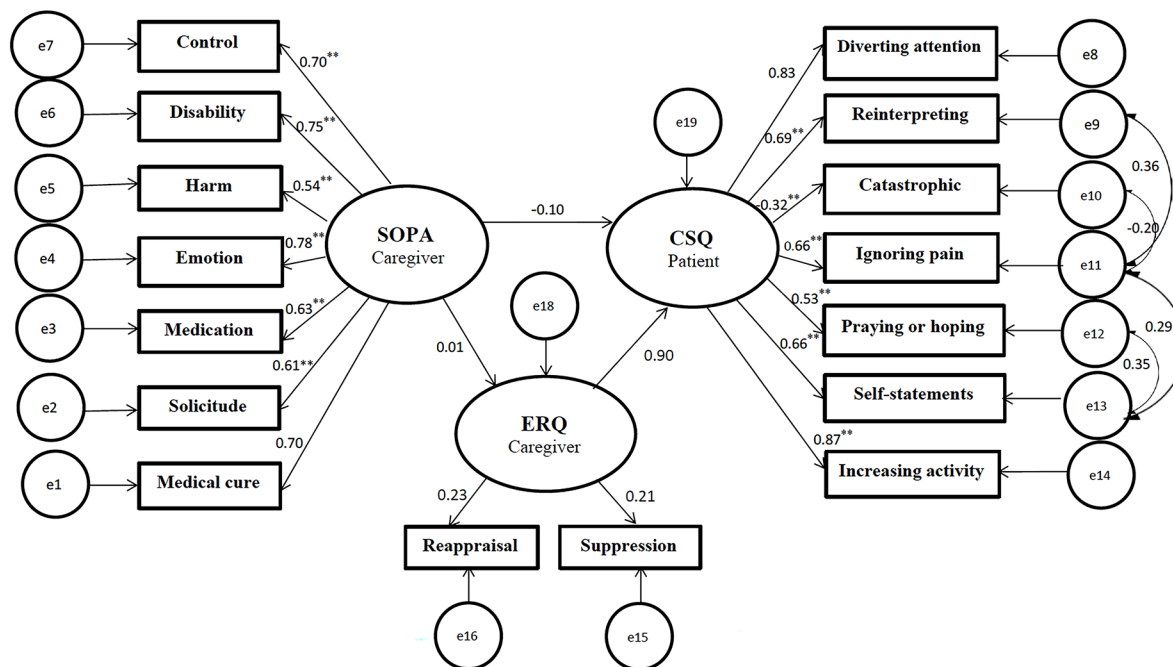 e7
Control
0.70**
e6
Disability
0.75**
e5
Harm
0.54**
e4
Emotion
0.78**
e3
Medication
0.63**
e2
Solicitude
0.61**
e1
Medical cure
0.70
SOPA
Caregiver
-0.10
0.01
e18
ERQ
Caregiver
0.90
0.23
0.21
Reappraisal
Suppression
e16
e15
e19
CSQ
Patient
0.83
Diverting attention
e8
0.69**
Reinterpreting
e9
-0.32**
Catastrophic
e10
0.66**
Ignoring pain
e11
0.53**
Praying or hoping
e12
0.66**
Self-statements
e13
0.87**
Increasing activity
e14
0.36
-0.20
0.29
0.35